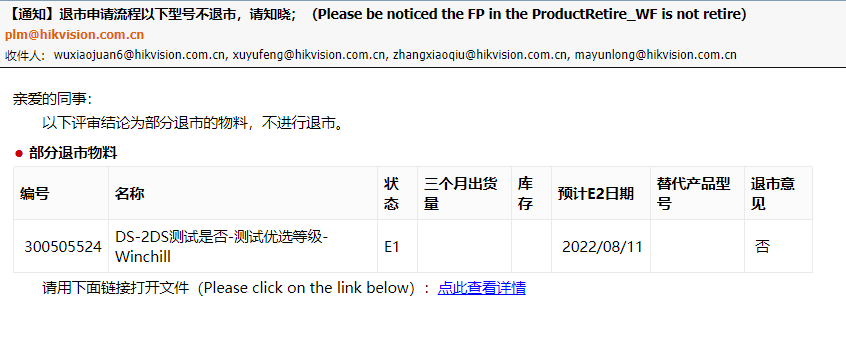 【通知】退市申请流程以下型号不退市，请知晓；（Please be noticed the FP in the ProductRetire_WF is not retire）
plm@hikvision.com.cn
收件人：wuxiaojuan6@hikvision.com.cn, xuyufeng@hikvision.com.cn, zhangxiaoqiu@hikvision.com.cn, mayunlong@hikvision.com.cn
亲爱的同事：
以下评审结论为部分退市的物料，不进行退市。
部分退市物料
编号 名称 状态 三个月出货量 库存 预计E2日期 替代产品型号 退市意见
300505524 DS-2DS测试是否-测试优选等级-Winchill E1 2022/08/11 否
请用下面链接打开文件（Please click on the link below）：点此查看详情